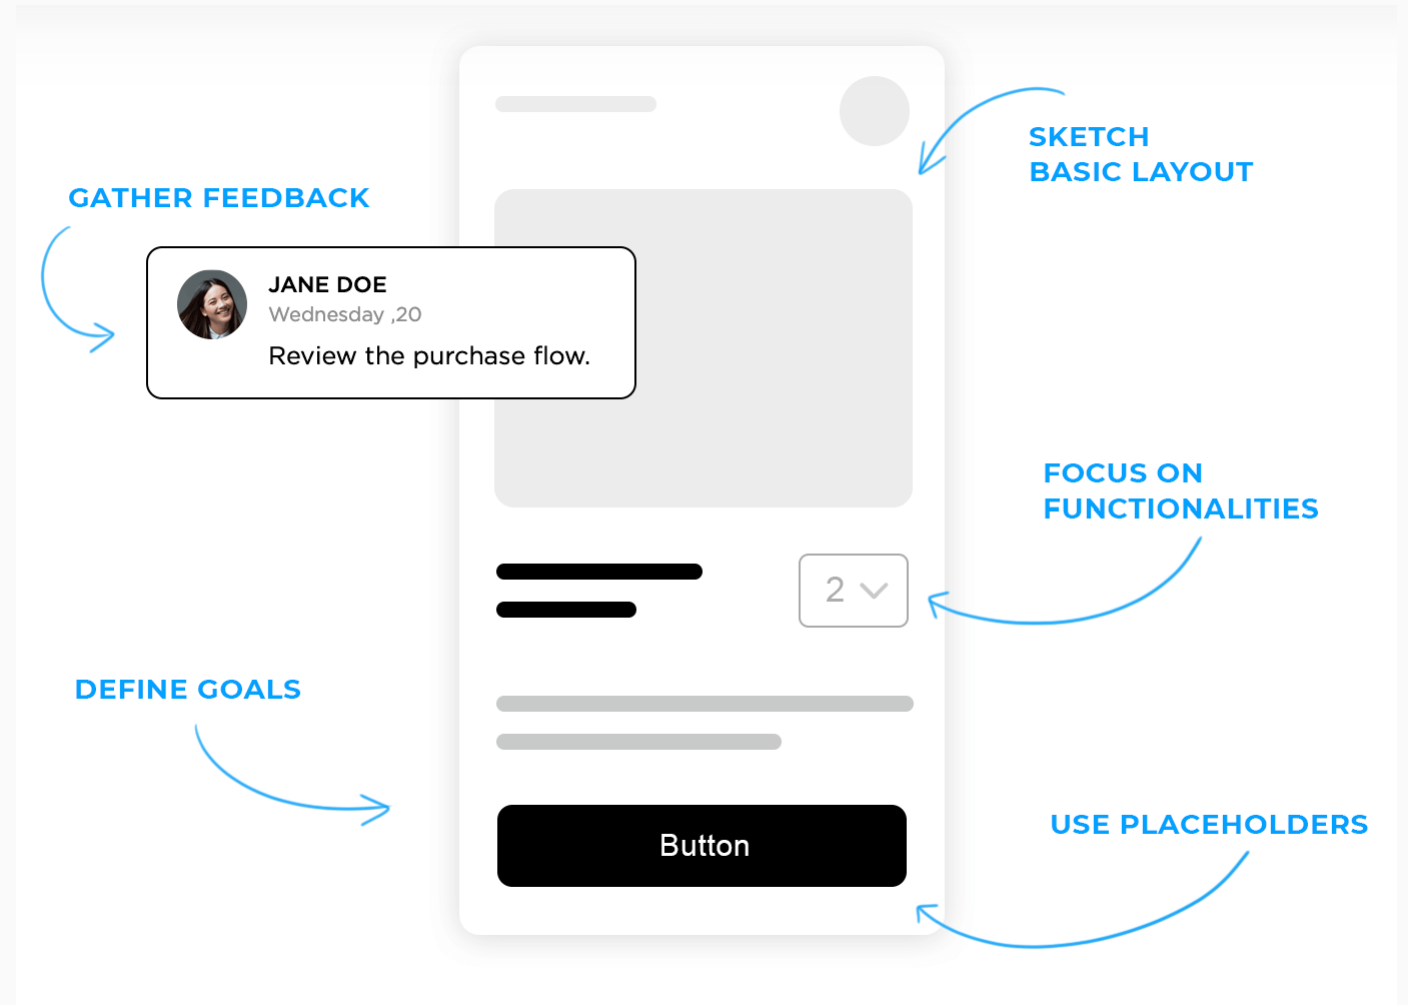 SKETCH
BASIC LAYOUT
GATHER FEEDBACK
JANE DOE
Wednesday ,20
Review the purchase flow.
FOCUS ON
FUNCTIONALITIES
2
DEFINE GOALS
USE PLACEHOLDERS
Button